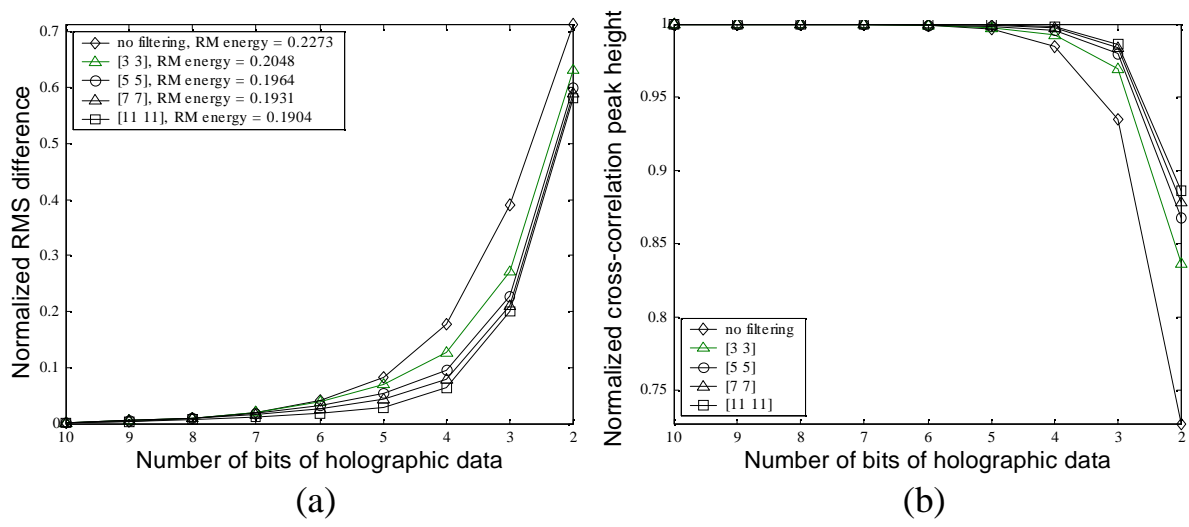 0.7
0.6
0.5
0.4
0.3
0.2
0.1
0
Normalized RMS difference
no filtering, RM energy = 0.2273
[3 3], RM energy = 0.2048
[5 5], RM energy = 0.1964
[7 7], RM energy = 0.1931
[11 11], RM energy = 0.1904
10 9 8 7 6 5 4 3 2
Number of bits of holographic data
(a)
1
0.95
0.9
0.85
0.8
0.75
Normalized cross-correlation peak height
no filtering
[3 3]
[5 5]
[7 7]
[11 11]
10 9 8 7 6 5 4 3 2
Number of bits of holographic data
(b)